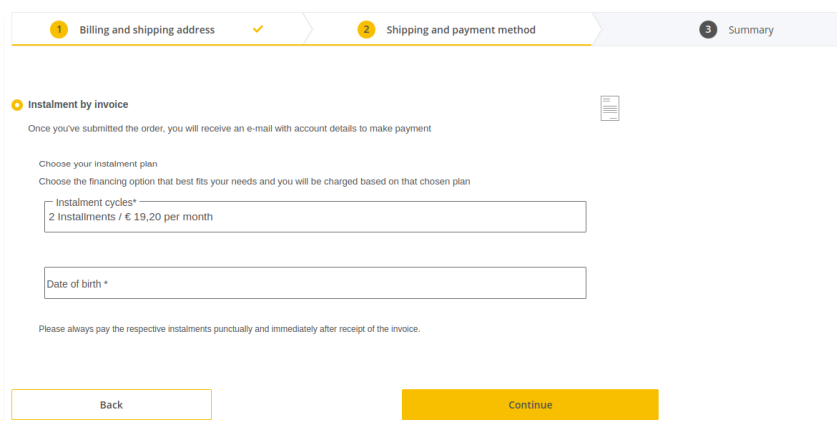 1 Billing and shipping address
2 Shipping and payment method
3 Summary
Instalment by invoice
Once you've submitted the order, you will receive an e-mail with account details to make payment
Choose your instalment plan
Choose the financing option that best fits your needs and you will be charged based on that chosen plan
Instalment cycles*
2 Installments / € 19,20 per month
Date of birth *
Please always pay the respective instalments punctually and immediately after receipt of the invoice.
Back
Continue